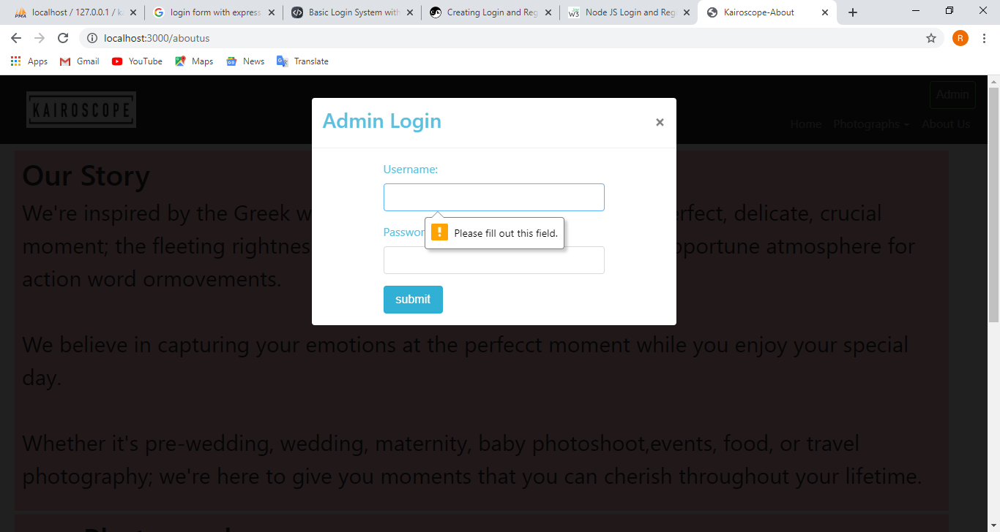 localhost / 127.0.0.1 / k
login form with express
Basic Login System with
Creating Login and Reg
Node JS Login and Regi
Kairoscope-About
localhost:3000/aboutus
R
Apps Gmail YouTube Maps News Translate
KAIROSCOPE
Admin
Home Photographs About Us
Admin Login
×
Username:
Please fill out this field.
Passwor
submit
Our Story
We're inspired by the Greek w rfect, delicate, crucial
moment; the fleeting rightnes pportune atmosphere for
action word ormovements.
We believe in capturing your emotions at the perfecct moment while you enjoy your special
day.
Whether it's pre-wedding, wedding, maternity, baby photoshoot,events, food, or travel
photography; we're here to give you moments that you can cherish throughout your lifetime.